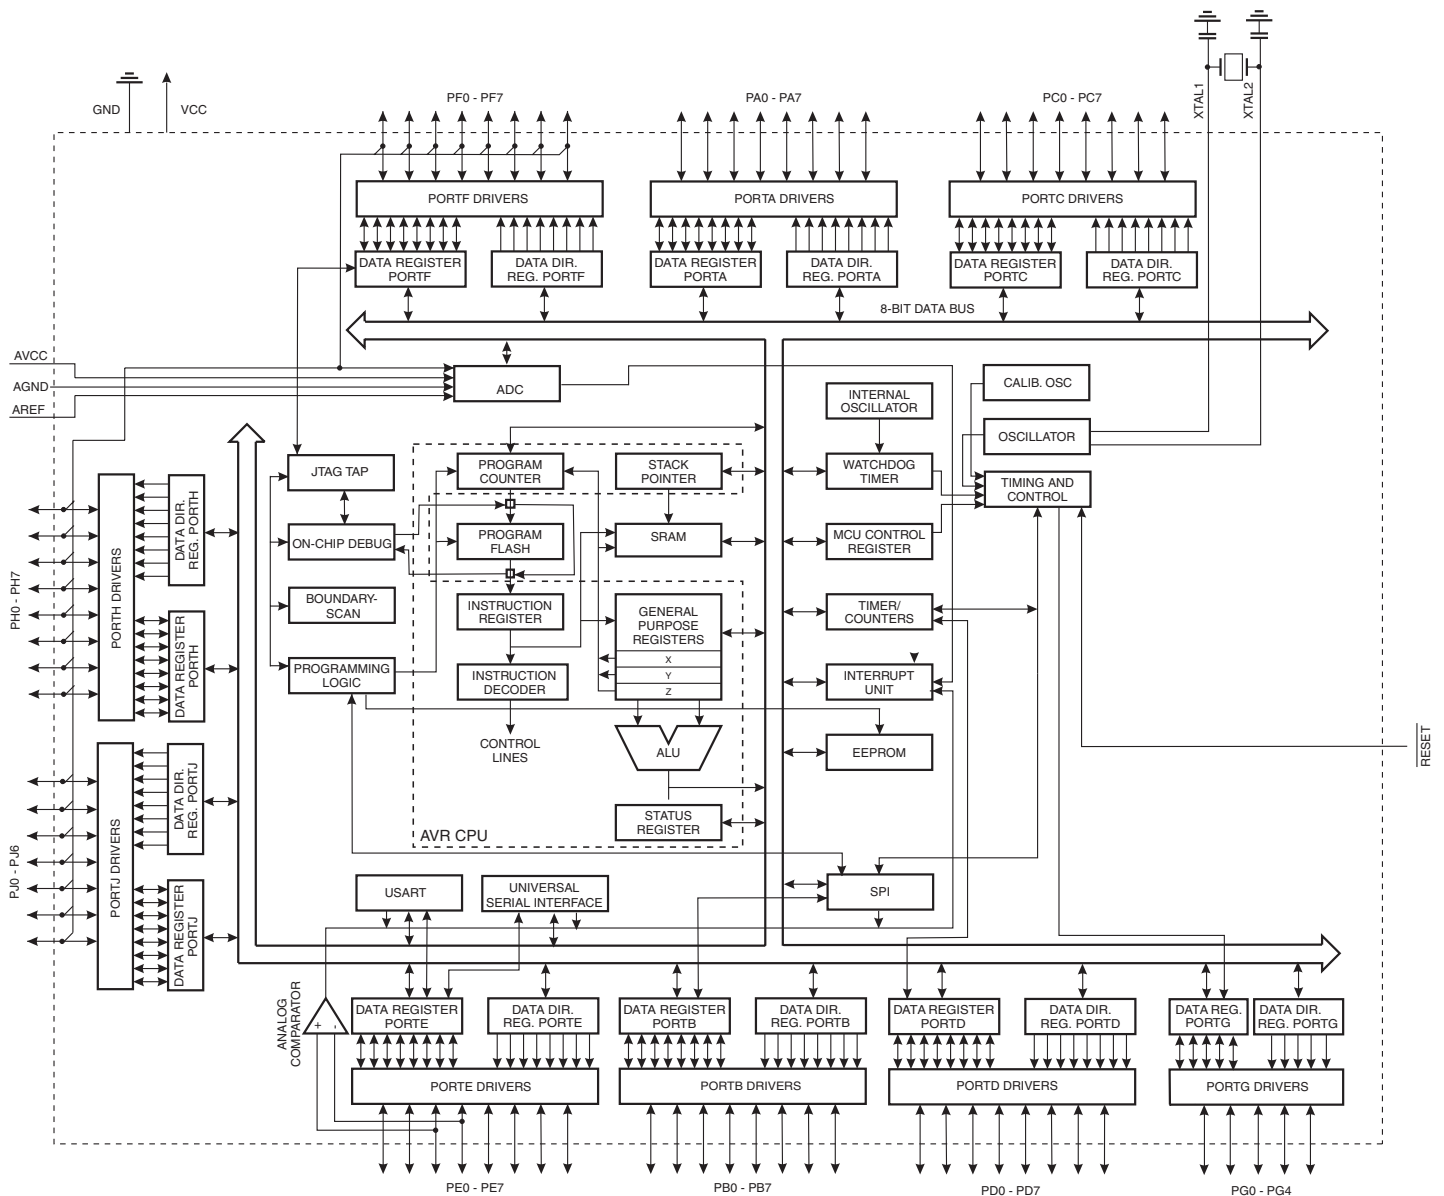 XTAL1
XTAL2
GND
VCC
PF0 - PF7
PA0 - PA7
PC0 - PC7
PORTF DRIVERS
PORTA DRIVERS
PORTC DRIVERS
DATA REGISTER
PORTF
DATA DIR.
REG. PORTF
DATA REGISTER
PORTA
DATA DIR.
REG. PORTA
DATA REGISTER
PORTC
DATA DIR.
REG. PORTC
8-BIT DATA BUS
AVCC
AGND
AREF
ADC
INTERNAL
OSCILLATOR
CALIB. OSC
OSCILLATOR
JTAG TAP
PROGRAM
COUNTER
STACK
POINTER
WATCHDOG
TIMER
TIMING AND
CONTROL
ON-CHIP DEBUG
PROGRAM
FLASH
SRAM
MCU CONTROL
REGISTER
BOUNDARY-
SCAN
INSTRUCTION
REGISTER
GENERAL
PURPOSE
REGISTERS
X
Y
Z
TIMER/
COUNTERS
PROGRAMMING
LOGIC
INSTRUCTION
DECODER
INTERRUPT
UNIT
CONTROL
LINES
ALU
EEPROM
RESET
STATUS
REGISTER
AVR CPU
PH0 - PH7
PORTH DRIVERS
DATA DIR.
REG. PORTH
DATA REGISTER
PORTH
PJ0 - PJ6
PORTJ DRIVERS
DATA DIR.
REG. PORTJ
DATA REGISTER
PORTJ
USART
UNIVERSAL
SERIAL INTERFACE
SPI
ANALOG
COMPARATOR
+
-
DATA REGISTER
PORTE
DATA DIR.
REG. PORTE
DATA REGISTER
PORTB
DATA DIR.
REG. PORTB
DATA REGISTER
PORTD
DATA DIR.
REG. PORTD
DATA REG.
PORTG
DATA DIR.
REG. PORTG
PORTE DRIVERS
PORTB DRIVERS
PORTD DRIVERS
PORTG DRIVERS
PE0 - PE7
PB0 - PB7
PD0 - PD7
PG0 - PG4